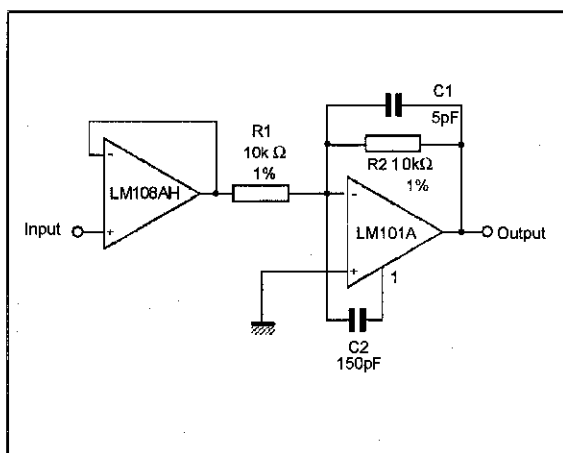 C1
5pF
R1
10k Ω
1%
R2 10kΩ
1%
-
LM108AH
+
Input
-
LM101A
+
Output
1
C2
150pF